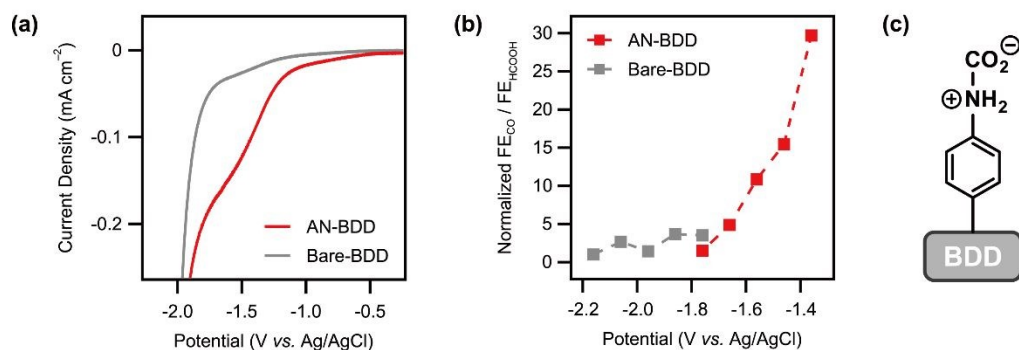 (a)
0
-0.1
-0.2
Current Density (mA cm⁻²)
AN-BDD
Bare-BDD
-2.0 -1.5 -1.0 -0.5
Potential (V vs. Ag/AgCl)
(b)
30
25
20
15
10
5
0
Normalized FE_CO / FE_HCOOH
AN-BDD
Bare-BDD
-2.2 -2.0 -1.8 -1.6 -1.4
Potential (V vs. Ag/AgCl)
(c)
CO₂⊖
⊕NH₂
BDD